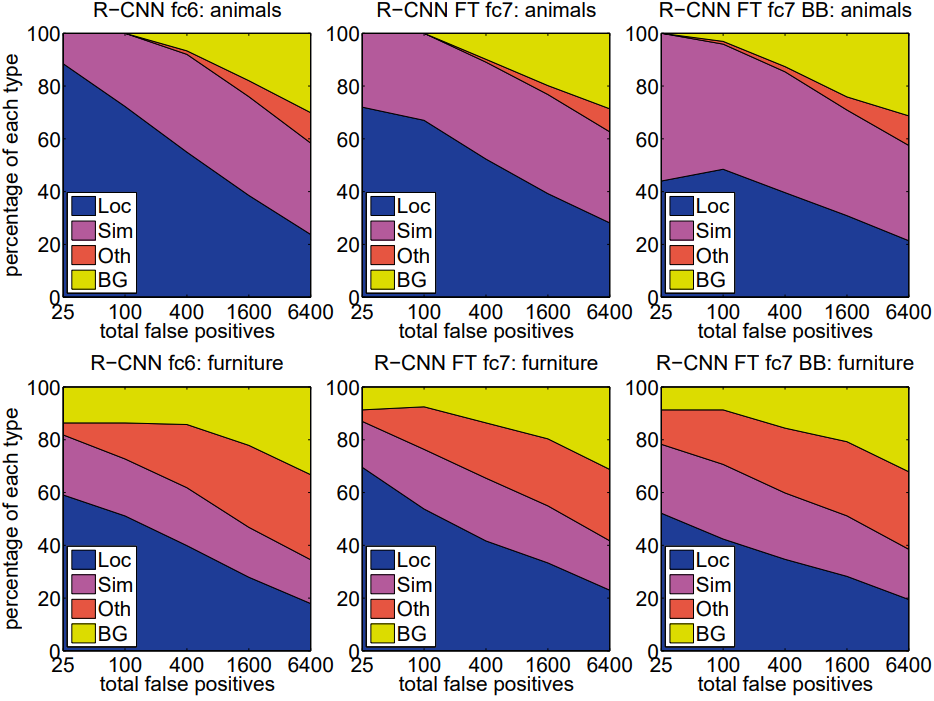 R−CNN fc6: animals
R−CNN FT fc7: animals
R−CNN FT fc7 BB: animals
percentage of each type
100
80
60
40
20
0
Loc
Sim
Oth
BG
25 100 400 1600 6400
total false positives
100
80
60
40
20
0
Loc
Sim
Oth
BG
25 100 400 1600 6400
total false positives
100
80
60
40
20
0
Loc
Sim
Oth
BG
25 100 400 1600 6400
total false positives
R−CNN fc6: furniture
R−CNN FT fc7: furniture
R−CNN FT fc7 BB: furniture
percentage of each type
100
80
60
40
20
0
Loc
Sim
Oth
BG
25 100 400 1600 6400
total false positives
100
80
60
40
20
0
Loc
Sim
Oth
BG
25 100 400 1600 6400
total false positives
100
80
60
40
20
0
Loc
Sim
Oth
BG
25 100 400 1600 6400
total false positives